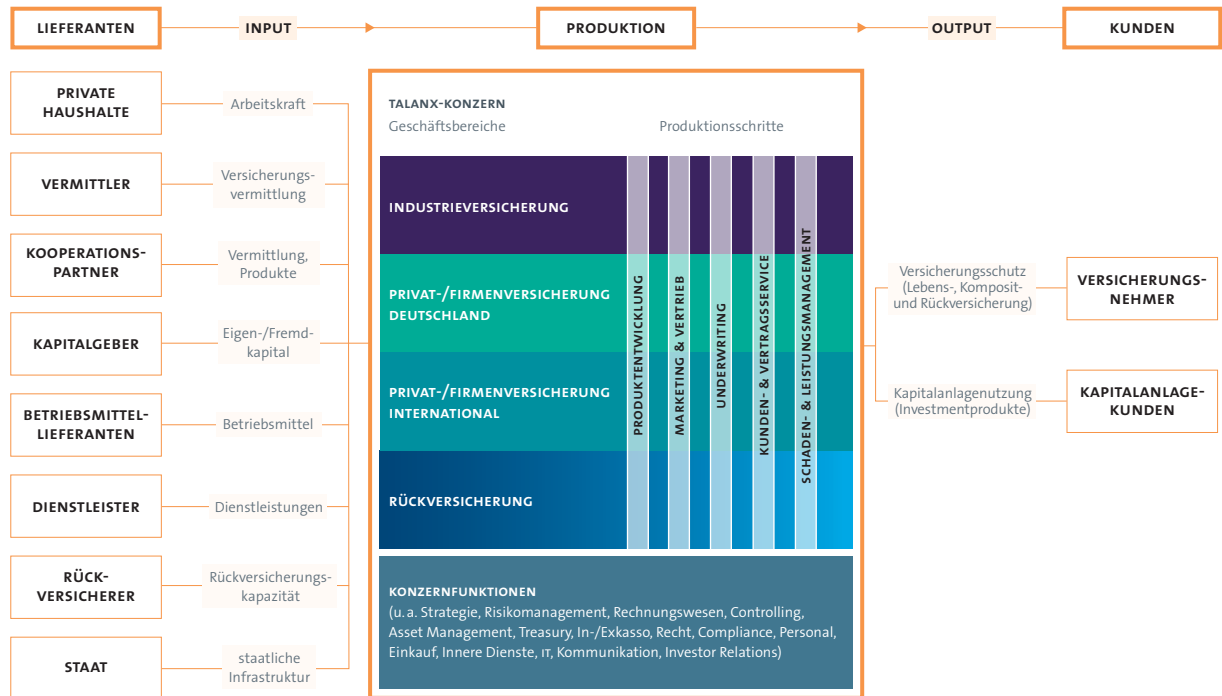 LIEFERANTEN
INPUT
PRODUKTION
OUTPUT
KUNDEN
PRIVATE
HAUSHALTE
Arbeitskraft
VERMITTLER
Versicherungs-
vermittlung
KOOPERATIONS-
PARTNER
Vermittlung,
Produkte
KAPITALGEBER
Eigen-/Fremd-
kapital
BETRIEBSMITTEL-
LIEFERANTEN
Betriebsmittel
DIENSTLEISTER
Dienstleistungen
RÜCK-
VERSICHERER
Rückversicherungs-
kapazität
STAAT
staatliche
Infrastruktur
TALANX-KONZERN
Geschäftsbereiche
Produktionsschritte
INDUSTRIEVERSICHERUNG
PRIVAT-/FIRMENVERSICHERUNG
DEUTSCHLAND
PRIVAT-/FIRMENVERSICHERUNG
INTERNATIONAL
RÜCKVERSICHERUNG
PRODUKTENTWICKLUNG
MARKETING & VERTRIEB
UNDERWRITING
KUNDEN- & VERTRAGSSERVICE
SCHADEN- & LEISTUNGSMANAGEMENT
KONZERNFUNKTIONEN
(u. a. Strategie, Risikomanagement, Rechnungswesen, Controlling,
Asset Management, Treasury, In-/Exkasso, Recht, Compliance, Personal,
Einkauf, Innere Dienste, IT, Kommunikation, Investor Relations)
Versicherungsschutz
(Lebens-, Komposit-
und Rückversicherung)
VERSICHERUNGS-
NEHMER
Kapitalanlagenutzung
(Investmentprodukte)
KAPITALANLAGE-
KUNDEN